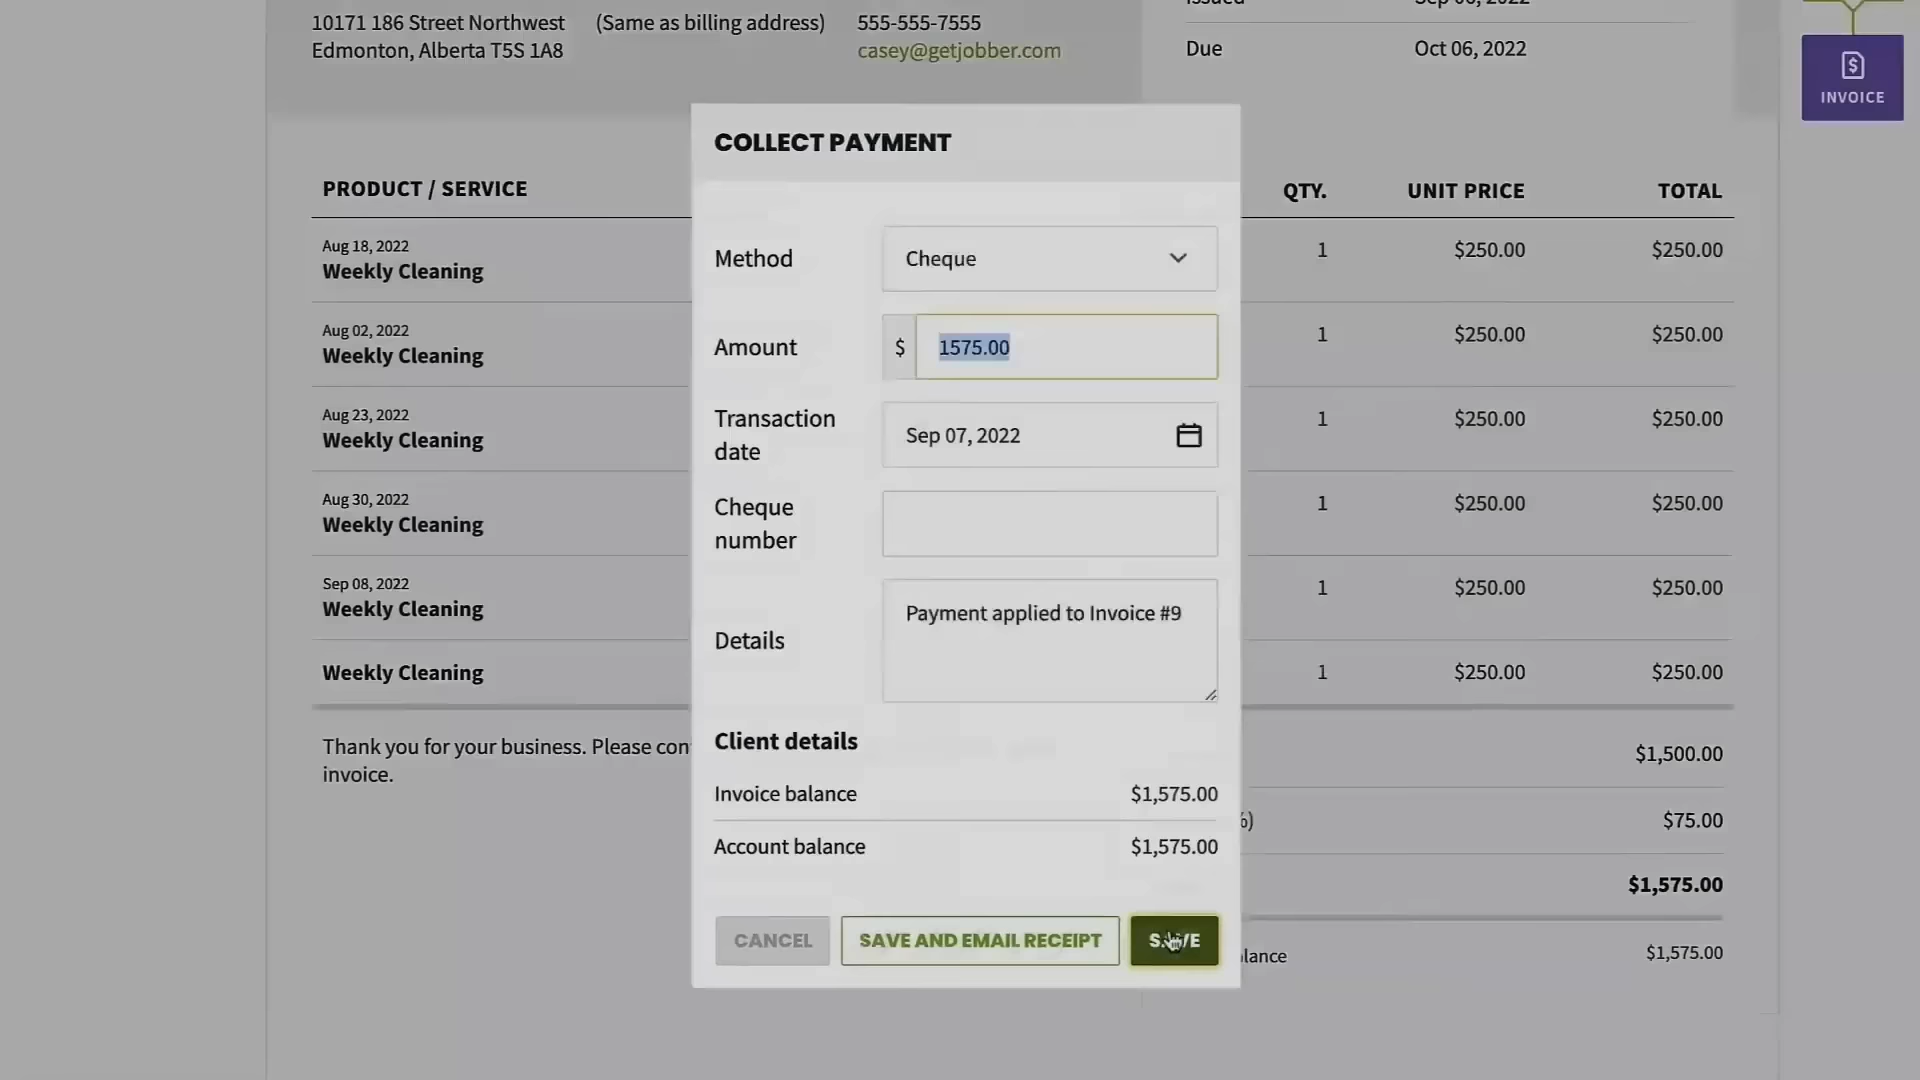 10171 186 Street Northwest
Edmonton, Alberta T5S 1A8
(Same as billing address)
555-555-7555
casey@getjobber.com
Sep 06, 2022
Due Oct 06, 2022
INVOICE
COLLECT PAYMENT
Method Cheque
Amount $ 1575.00
Transaction date Sep 07, 2022
Cheque number
Details Payment applied to Invoice #9
Client details
Invoice balance $1,575.00
Account balance $1,575.00
CANCEL SAVE AND EMAIL RECEIPT SAVE
PRODUCT / SERVICE QTY. UNIT PRICE TOTAL
Aug 18, 2022
Weekly Cleaning 1 $250.00 $250.00
Aug 02, 2022
Weekly Cleaning 1 $250.00 $250.00
Aug 23, 2022
Weekly Cleaning 1 $250.00 $250.00
Aug 30, 2022
Weekly Cleaning 1 $250.00 $250.00
Sep 08, 2022
Weekly Cleaning 1 $250.00 $250.00
Weekly Cleaning 1 $250.00 $250.00
Thank you for your business. Please
invoice.
$1,500.00
%) $75.00
$1,575.00
$1,575.00